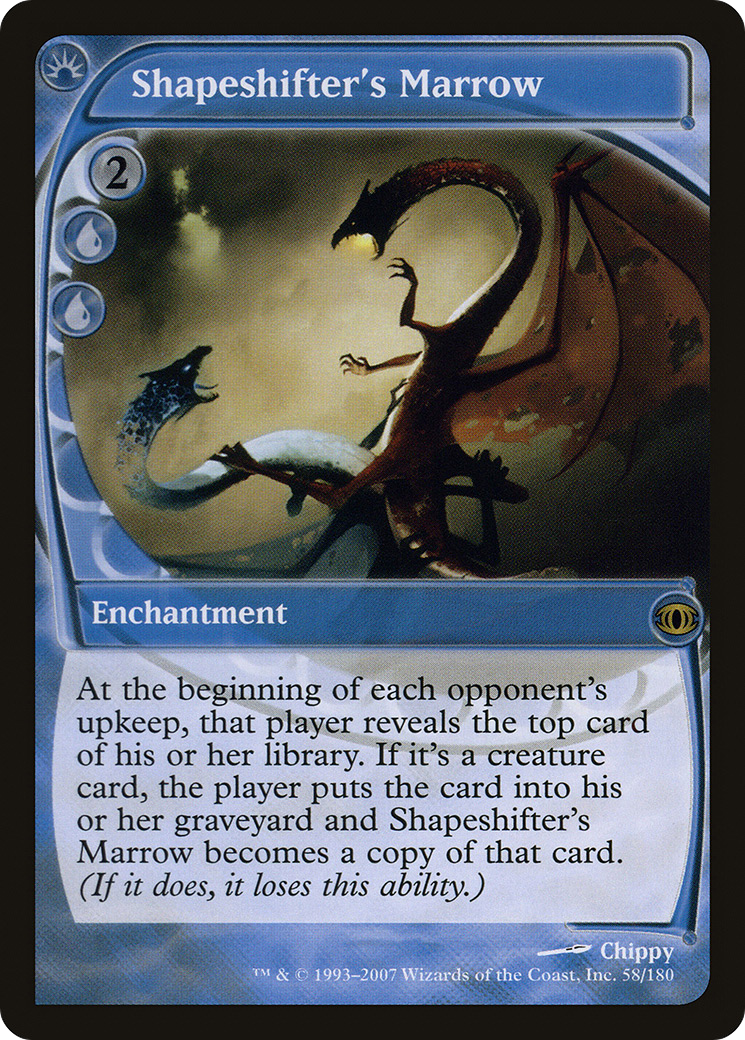 Shapeshifter's Marrow
2
Enchantment
At the beginning of each opponent's
upkeep, that player reveals the top card
of his or her library. If it's a creature
card, the player puts the card into his
or her graveyard and Shapeshifter's
Marrow becomes a copy of that card.
(If it does, it loses this ability.)
Chippy
™ & © 1993–2007 Wizards of the Coast, Inc. 58/180